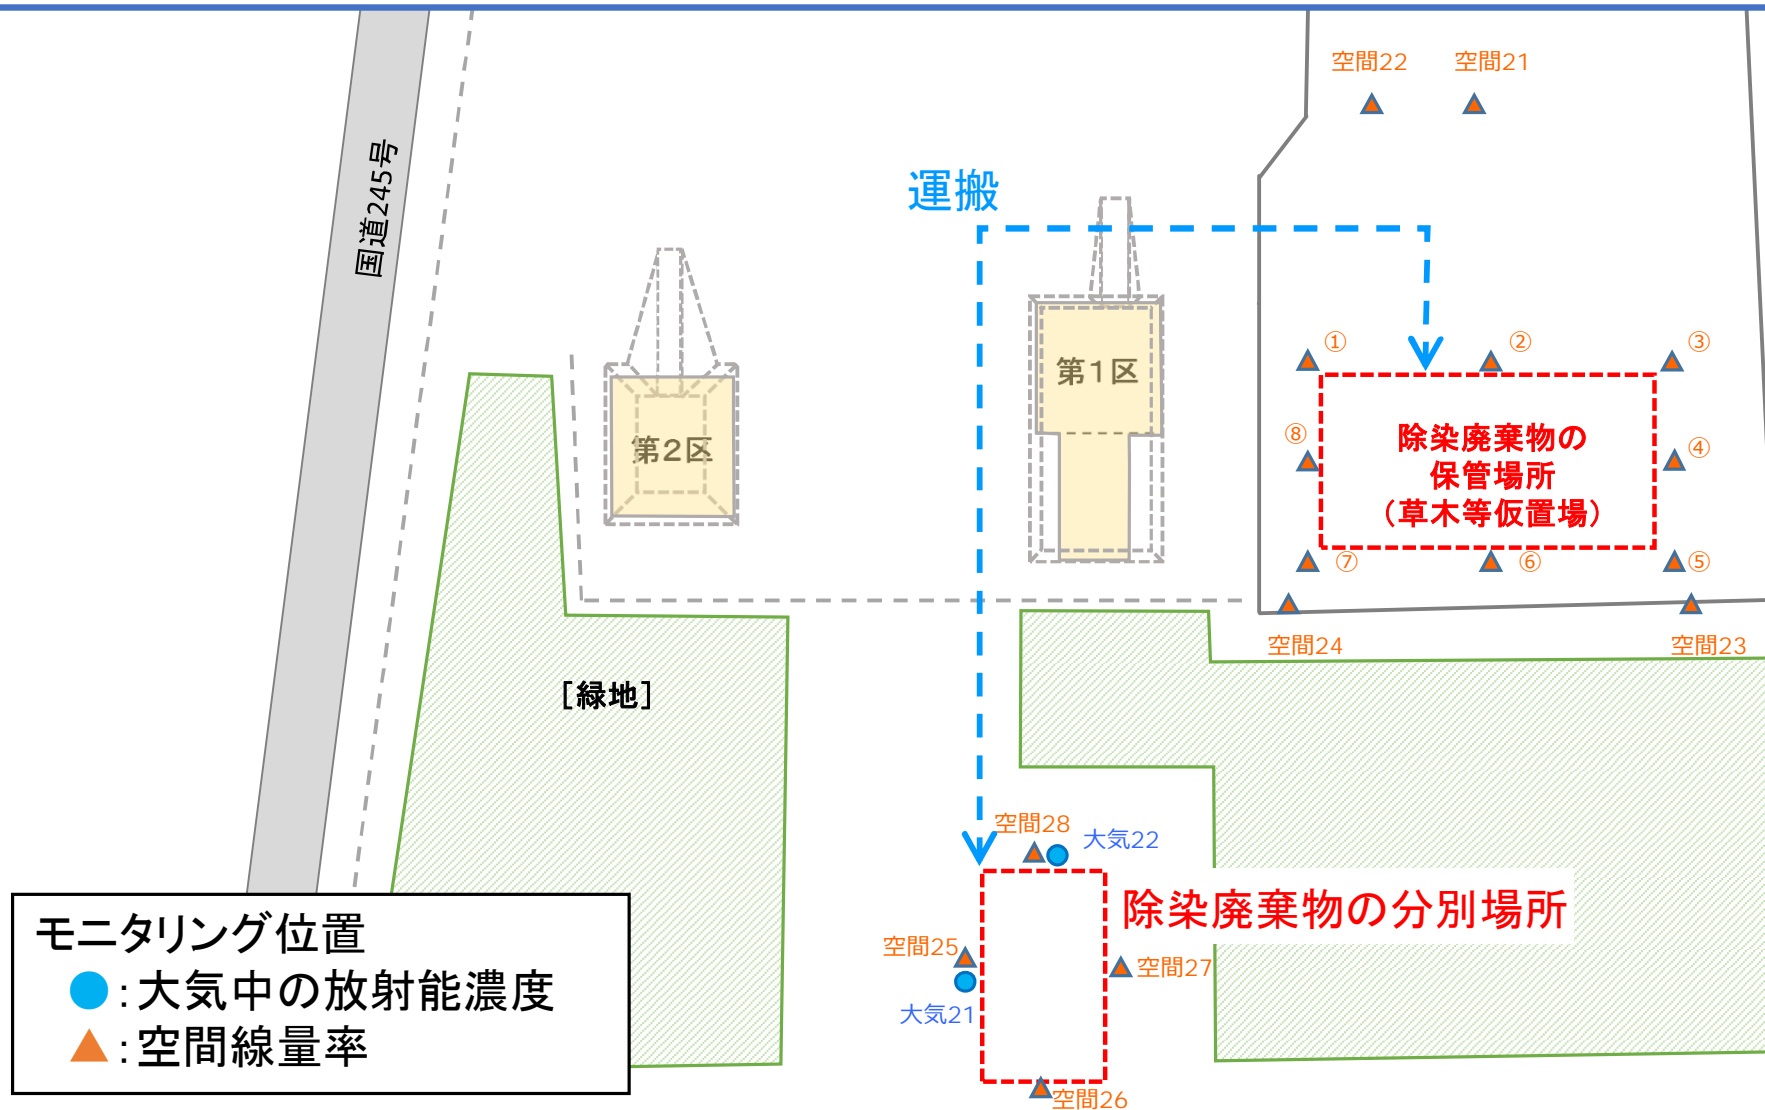 空間22
空間21
運搬
国道245号
①
②
③
第1区
⑧
除染廃棄物の
保管場所
（草木等仮置場）
④
第2区
⑦
⑥
⑤
空間24
空間23
[緑地]
空間28
大気22
除染廃棄物の分別場所
空間25
空間27
大気21
空間26
モニタリング位置
：大気中の放射能濃度
：空間線量率